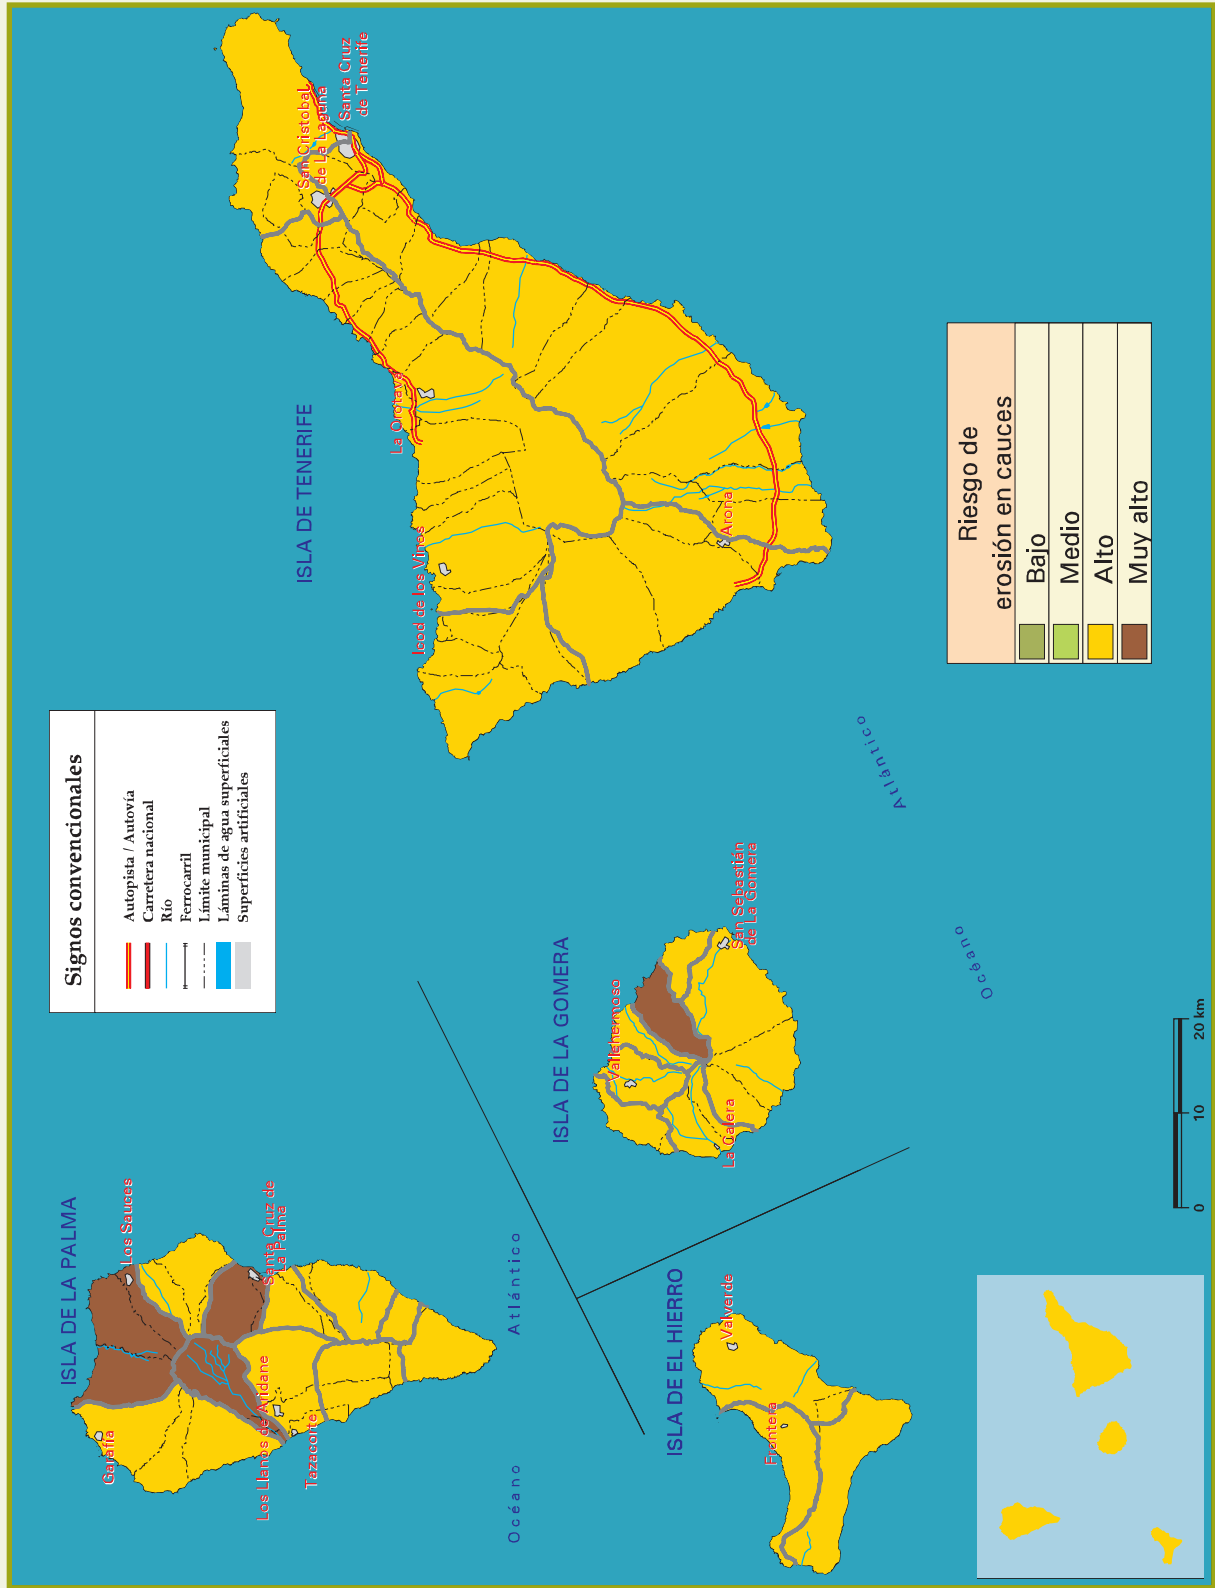 ISLA DE LA PALMA
Garafía
Los Sauces
Santa Cruz de
La Palma
Los Llanos de Aridane
Tazacorte
Océano
Atlántico
Signos convencionales
Autopista / Autovía
Carretera nacional
Río
Ferrocarril
Límite municipal
Láminas de agua superficiales
Superficies artificiales
ISLA DE TENERIFE
San Cristobal
de La Laguna
Santa Cruz
de Tenerife
La Orotava
Icod de los Vinos
Arona
ISLA DE LA GOMERA
Vallehermoso
San Sebastián
de La Gomera
La Calera
ISLA DE EL HIERRO
Valverde
Frontera
Océano
Atlántico
Riesgo de
erosión en cauces
Bajo
Medio
Alto
Muy alto
0
10
20 km